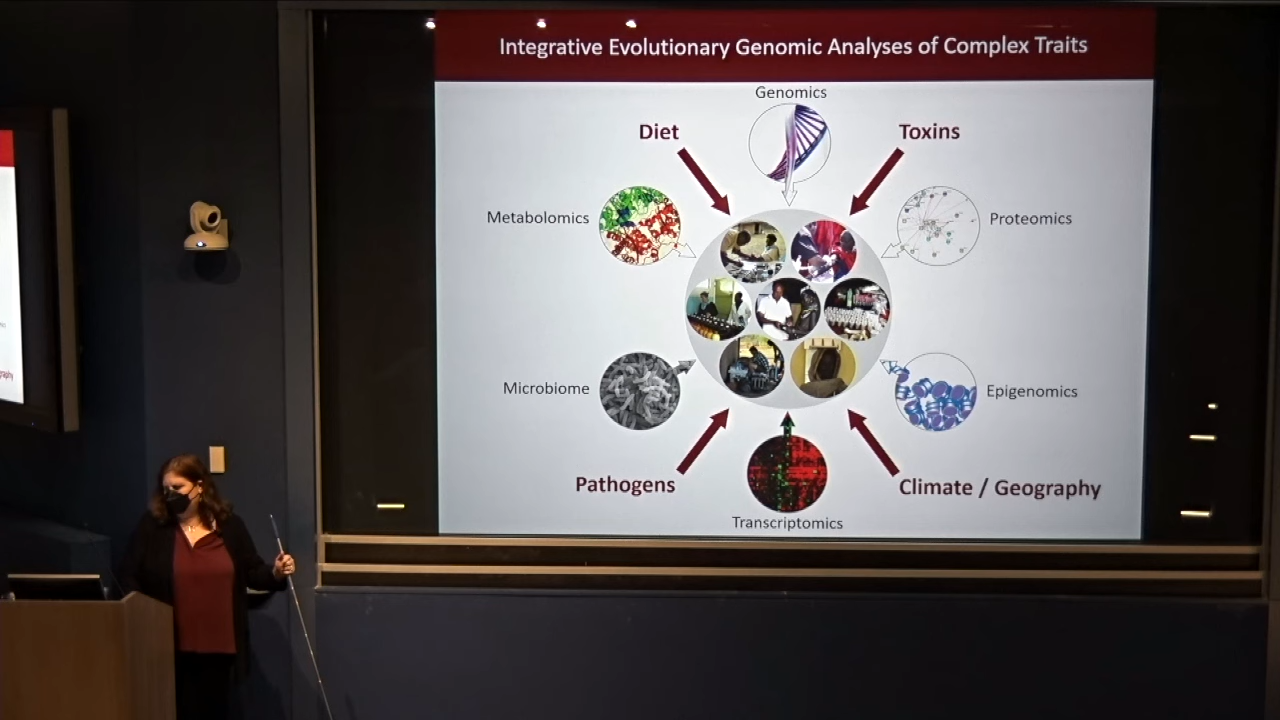 Integrative Evolutionary Genomic Analyses of Complex Traits
Genomics
Diet
Toxins
Metabolomics
Proteomics
Microbiome
Epigenomics
Pathogens
Climate / Geography
Transcriptomics